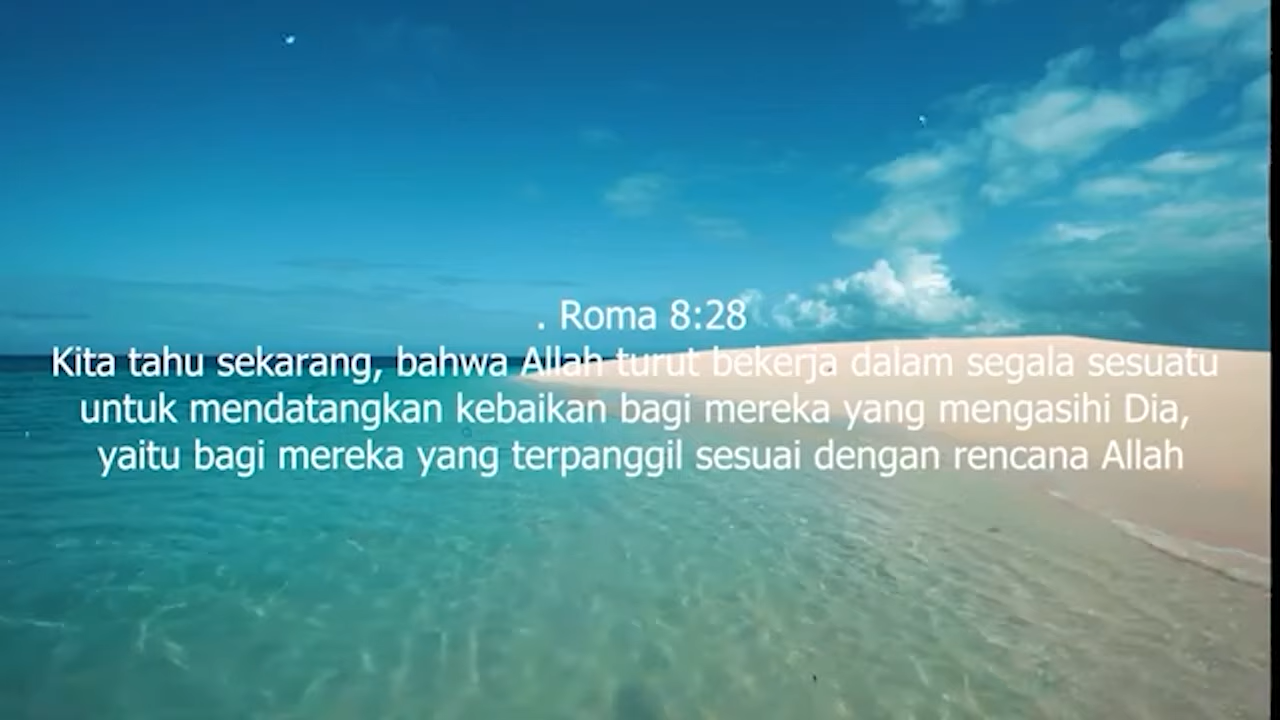 . Roma 8:28
Kita tahu sekarang, bahwa Allah turut bekerja dalam segala sesuatu
untuk mendatangkan kebaikan bagi mereka yang mengasihi Dia,
yaitu bagi mereka yang terpanggil sesuai dengan rencana Allah